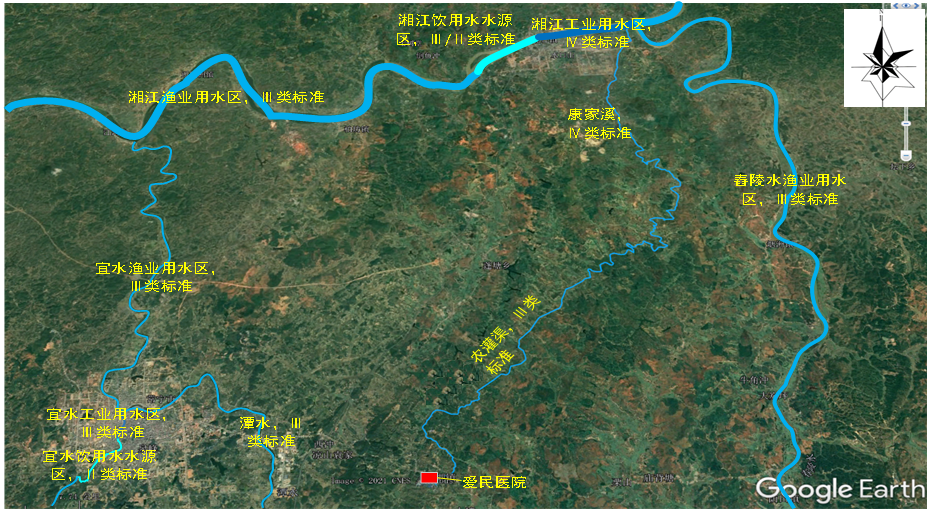 湘江饮用水水源
区，Ⅲ/Ⅱ类标准
湘江工业用水区，
Ⅳ类标准
湘江渔业用水区，Ⅲ类标准
康家溪，
Ⅳ类标准
舂陵水渔业用水
区，Ⅲ类标准
宜水渔业用水区，
Ⅲ类标准
农灌渠，Ⅲ类
标准
宜水工业用水区，
Ⅲ类标准
潭水，Ⅲ
类标准
宜水饮用水水源
区，Ⅱ类标准
爱民医院
Image © 2021 CNES
Google Earth